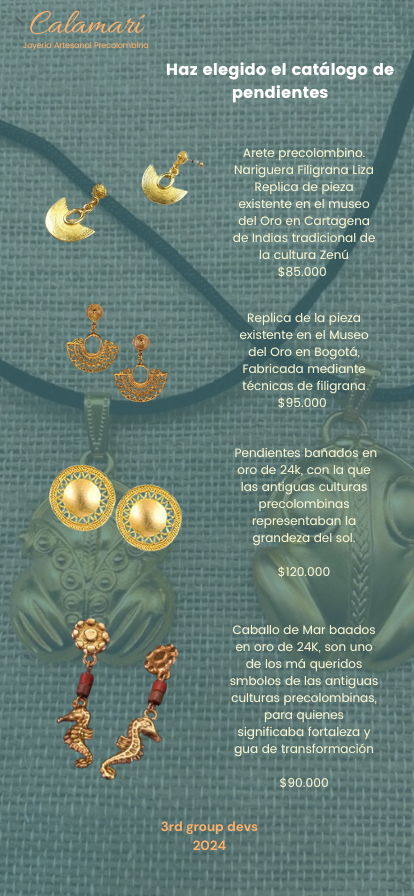 Calamarí
Joyería Artesanal Precolombina
Haz elegido el catálogo de
pendientes
Arete precolombino.
Nariguera Filigrana Liza
Replica de pieza
existente en el museo
del Oro en Cartagena
de Indias tradicional de
la cultura Zenú
$85.000
Replica de la pieza
existente en el Museo
del Oro en Bogotá,
Fabricada mediante
técnicas de filigrana
$95.000
Pendientes bañados en
oro de 24k, con la que
las antiguas culturas
precolombinas
representaban la
grandeza del sol.
$120.000
Caballo de Mar baados
en oro de 24K, son uno
de los má queridos
smbolos de las antiguas
culturas precolombinas,
para quienes
significaba fortaleza y
gua de transformación
$90.000
3rd group devs
2024